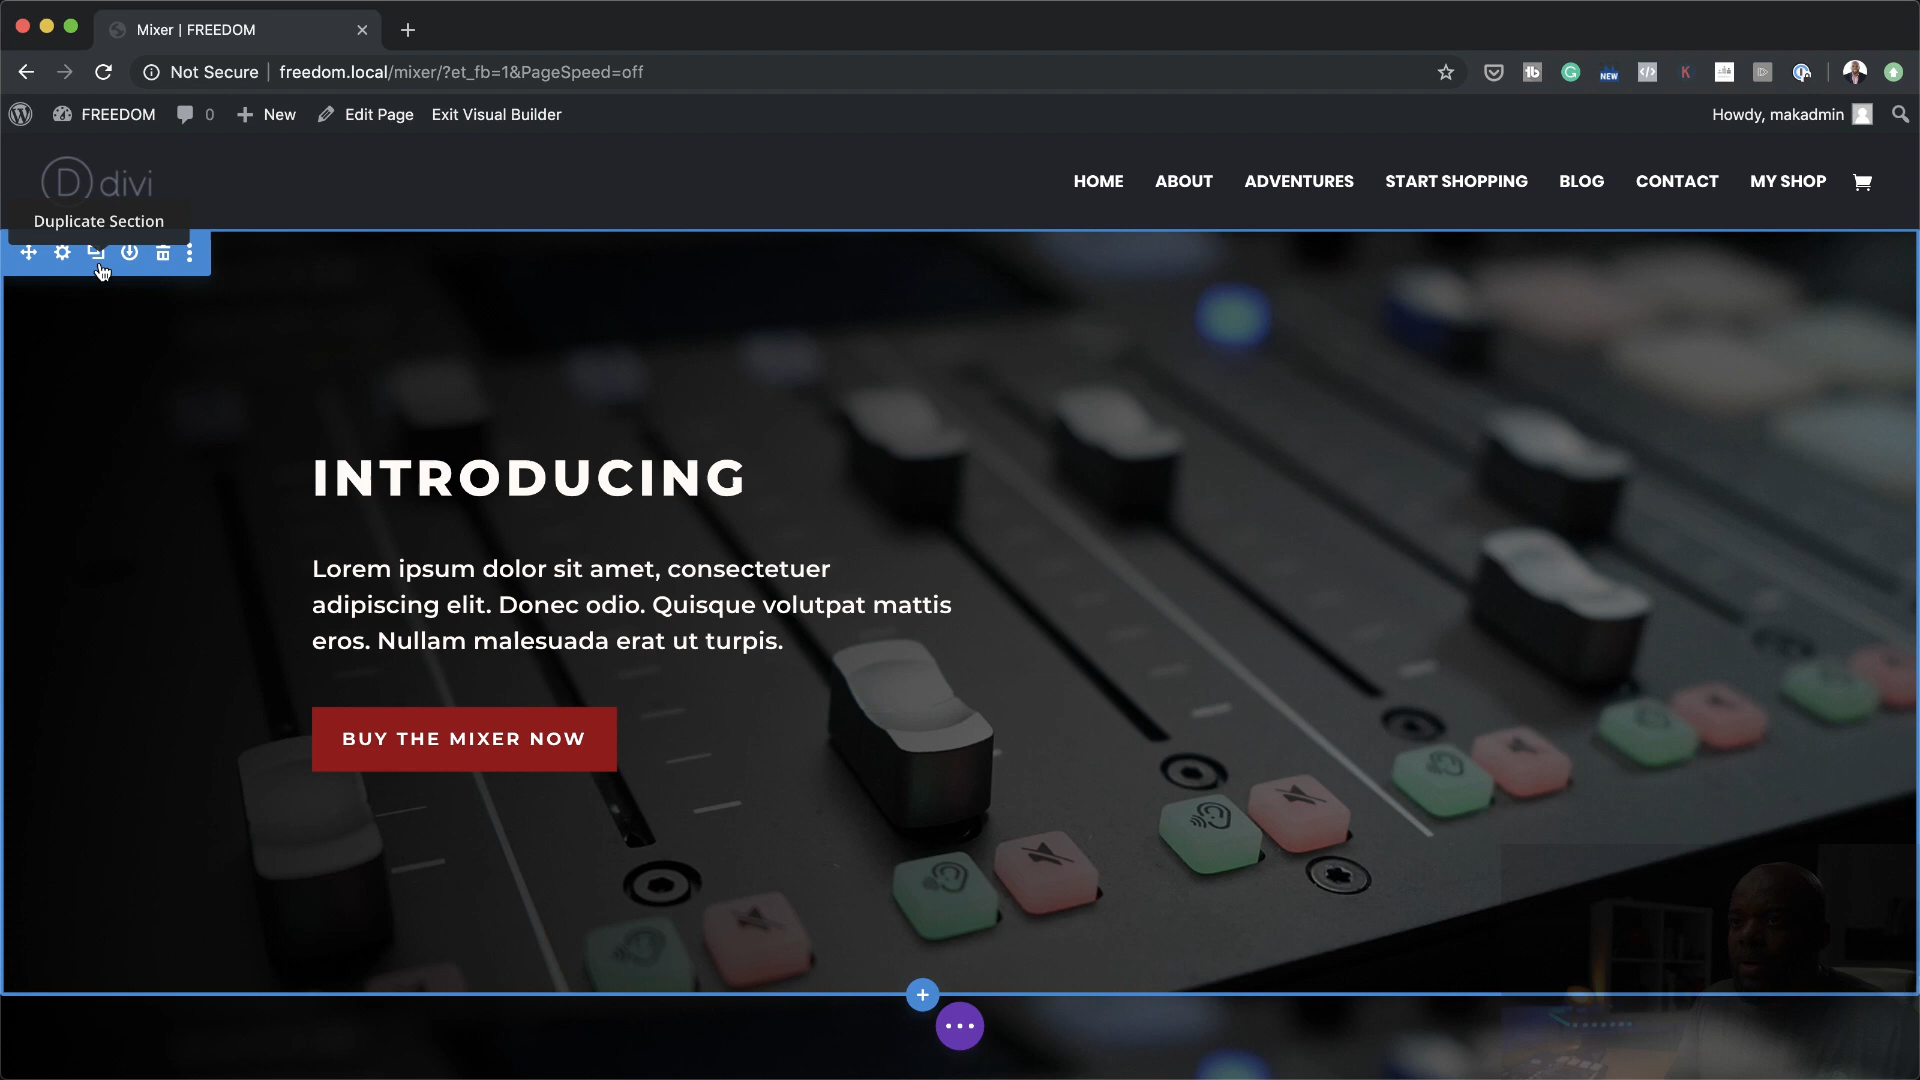 Mixer | FREEDOM
Not Secure | freedom.local/mixer/?et_fb=1&PageSpeed=off
FREEDOM 0 New Edit Page Exit Visual Builder Howdy, makadmin
D divi
HOME ABOUT ADVENTURES START SHOPPING BLOG CONTACT MY SHOP
Duplicate Section
INTRODUCING
Lorem ipsum dolor sit amet, consectetuer
adipiscing elit. Donec odio. Quisque volutpat mattis
eros. Nullam malesuada erat ut turpis.
BUY THE MIXER NOW